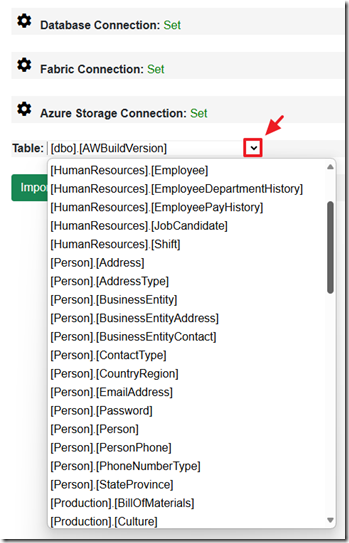 Database Connection: Set
Fabric Connection: Set
Azure Storage Connection: Set
Table: [dbo].[AWBuildVersion]
Impor
[HumanResources].[Employee]
[HumanResources].[EmployeeDepartmentHistory]
[HumanResources].[EmployeePayHistory]
[HumanResources].[JobCandidate]
[HumanResources].[Shift]
[Person].[Address]
[Person].[AddressType]
[Person].[BusinessEntity]
[Person].[BusinessEntityAddress]
[Person].[BusinessEntityContact]
[Person].[ContactType]
[Person].[CountryRegion]
[Person].[EmailAddress]
[Person].[Password]
[Person].[Person]
[Person].[PersonPhone]
[Person].[PhoneNumberType]
[Person].[StateProvince]
[Production].[BillOfMaterials]
[Production].[Culture]